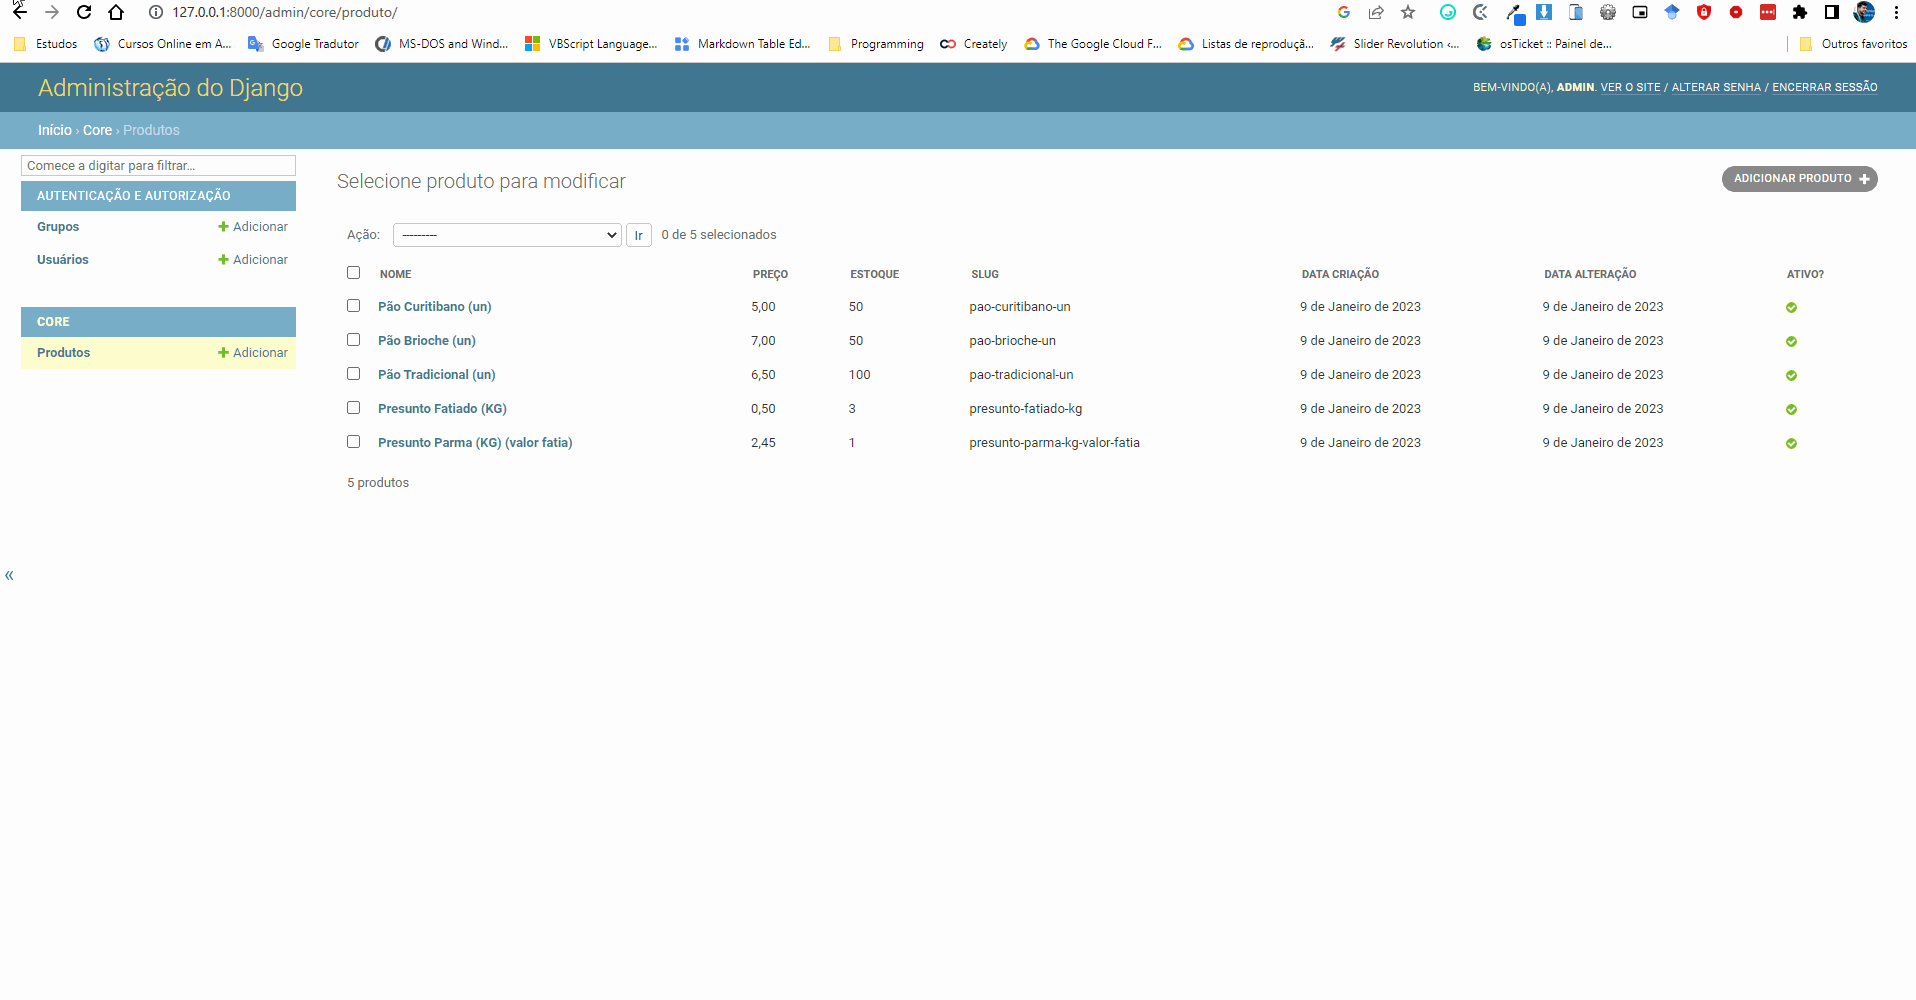 127.0.0.1:8000/admin/core/produto/
Estudos Cursos Online em A... Google Tradutor MS-DOS and Wind... VBScript Language... Markdown Table Ed... Programming Creately The Google Cloud F... Listas de reproduçã... Slider Revolution ‹... osTicket :: Painel de... Outros favoritos
Administração do Django
BEM-VINDO(A), ADMIN. VER O SITE / ALTERAR SENHA / ENCERRAR SESSÃO
Início › Core › Produtos
Comece a digitar para filtrar...
AUTENTICAÇÃO E AUTORIZAÇÃO
Grupos Adicionar
Usuários Adicionar
CORE
Produtos Adicionar
«
Selecione produto para modificar
ADICIONAR PRODUTO
Ação: --------- Ir 0 de 5 selecionados
NOME PREÇO ESTOQUE SLUG DATA CRIAÇÃO DATA ALTERAÇÃO ATIVO?
Pão Curitibano (un) 5,00 50 pao-curitibano-un 9 de Janeiro de 2023 9 de Janeiro de 2023
Pão Brioche (un) 7,00 50 pao-brioche-un 9 de Janeiro de 2023 9 de Janeiro de 2023
Pão Tradicional (un) 6,50 100 pao-tradicional-un 9 de Janeiro de 2023 9 de Janeiro de 2023
Presunto Fatiado (KG) 0,50 3 presunto-fatiado-kg 9 de Janeiro de 2023 9 de Janeiro de 2023
Presunto Parma (KG) (valor fatia) 2,45 1 presunto-parma-kg-valor-fatia 9 de Janeiro de 2023 9 de Janeiro de 2023
5 produtos